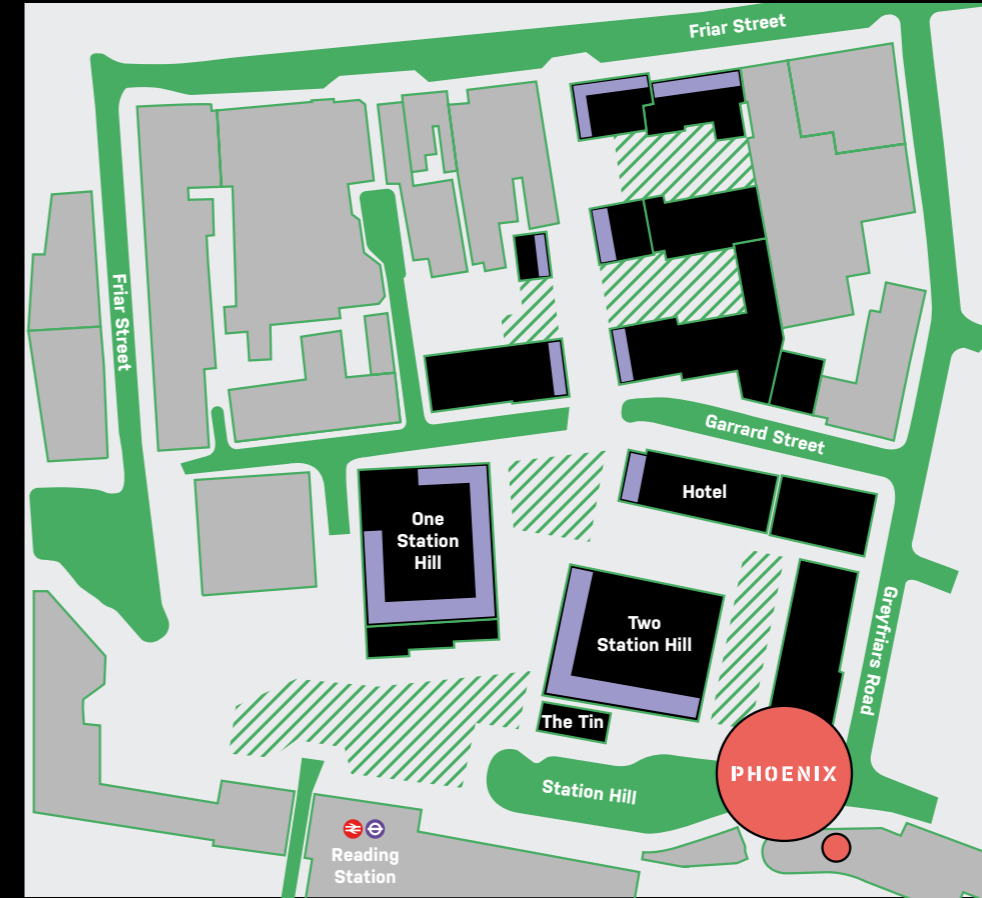 Friar Street
Friar Street
Garrard Street
Hotel
One
Station
Hill
Two
Station Hill
Greyfriars Road
The Tin
PHOENIX
Station Hill
Reading
Station